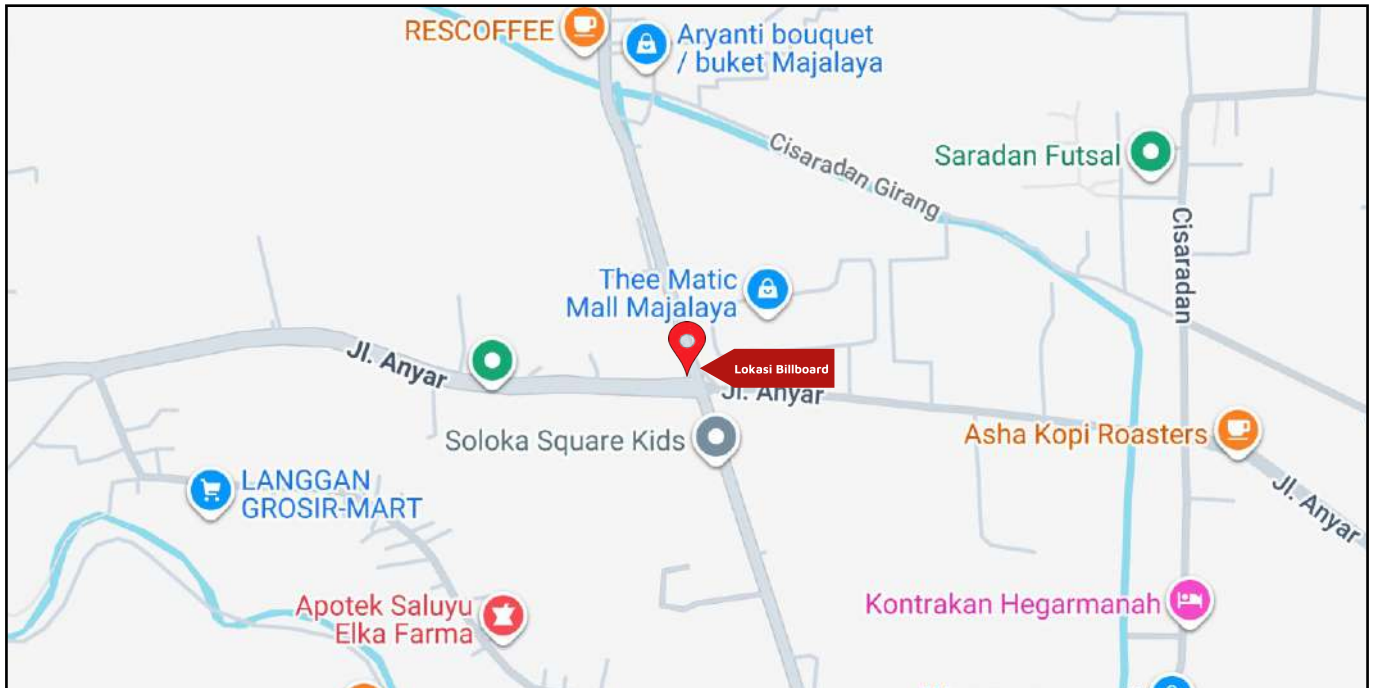 RESCOFFEE
Aryanti bouquet
/ buket Majalaya
Cisaradan Girang
Saradan Futsal
Cisaradan
Thee Matic
Mall Majalaya
Jl. Anyar
Lokasi Billboard
Jl. Anyar
Soloka Square Kids
Asha Kopi Roasters
LANGGAN
GROSIR-MART
Jl. Anyar
Apotek Saluyu
Elka Farma
Kontrakan Hegarmanah